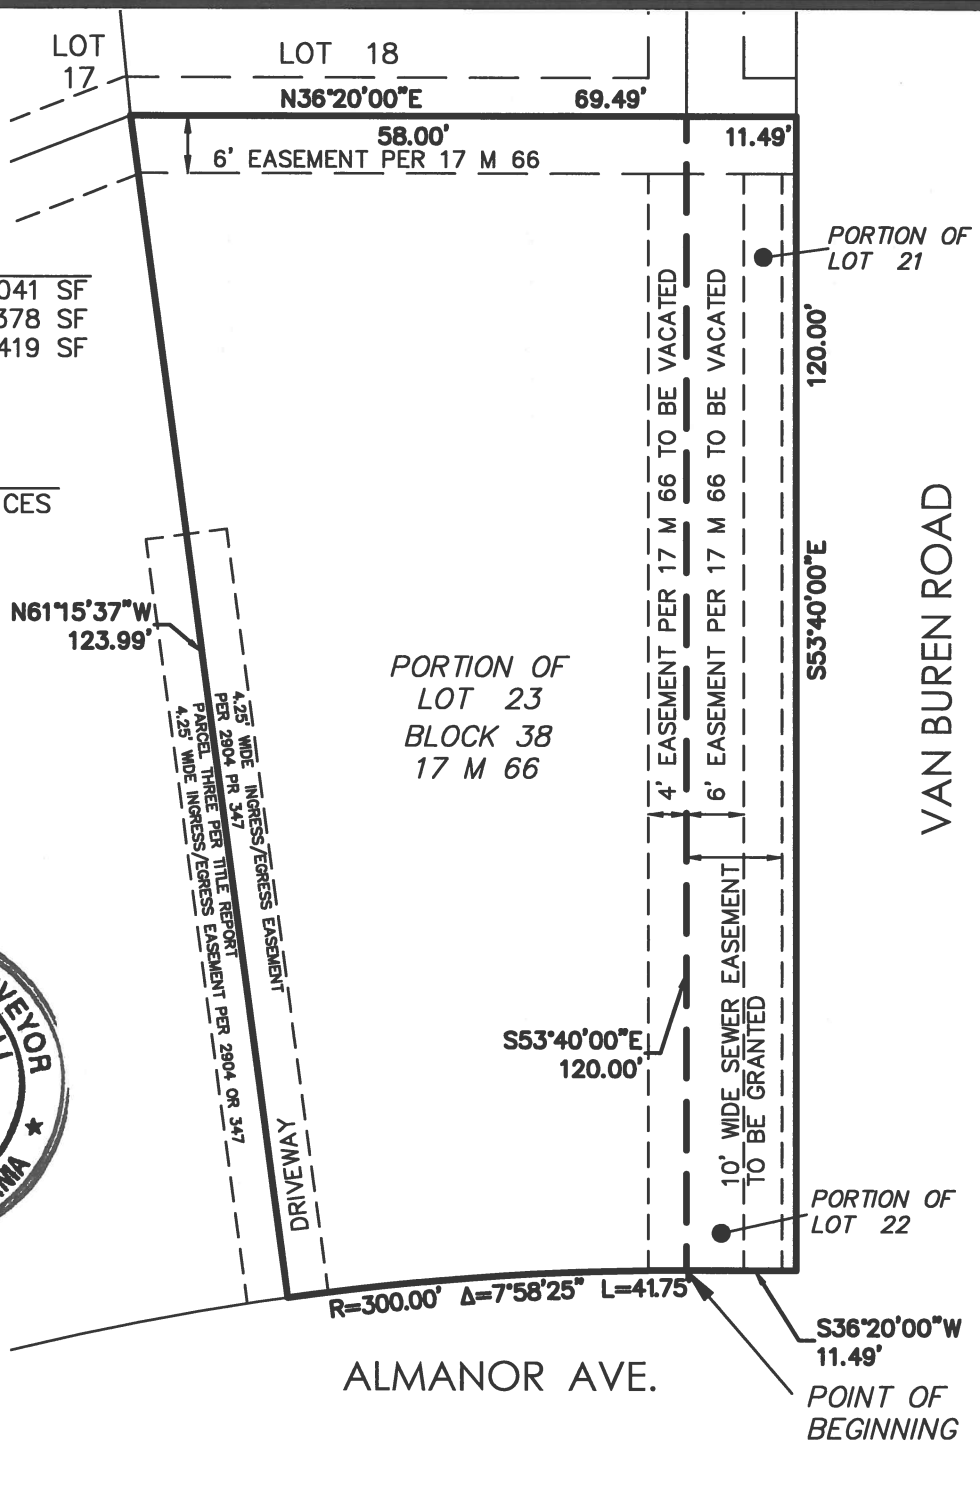 LOT
17
LOT 18
N36°20'00"E 69.49'
58.00'
11.49'
6' EASEMENT PER 17 M 66
PORTION OF
LOT 21
041 SF
378 SF
419 SF
CES
120.00'
S53°40'00"E
VAN BUREN ROAD
4' EASEMENT PER 17 M 66 TO BE VACATED
6' EASEMENT PER 17 M 66 TO BE VACATED
N61°15'37"W
123.99'
PORTION OF
LOT 23
BLOCK 38
17 M 66
4.25' WIDE INGRESS/EGRESS EASEMENT
PER 2904 PR 347
PARCEL THREE PER TITLE REPORT
4.25' WIDE INGRESS/EGRESS EASEMENT PER 2904 OR 347
DRIVEWAY
S53°40'00"E
120.00'
10' WIDE SEWER EASEMENT
TO BE GRANTED
VEYOR
PORTION OF
LOT 22
R=300.00' Δ=7°58'25" L=41.75'
S36°20'00"W
11.49'
ALMANOR AVE.
POINT OF
BEGINNING